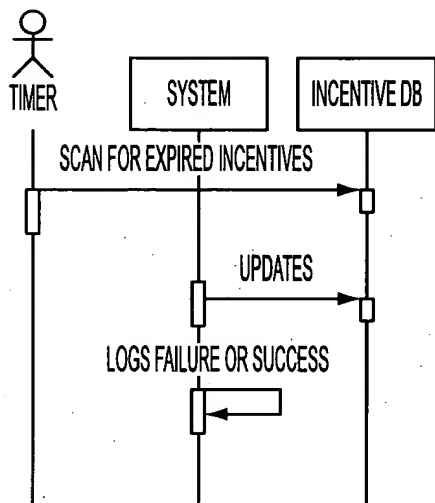 TIMER
SYSTEM
INCENTIVE DB
SCAN FOR EXPIRED INCENTIVES
UPDATES
LOGS FAILURE OR SUCCESS